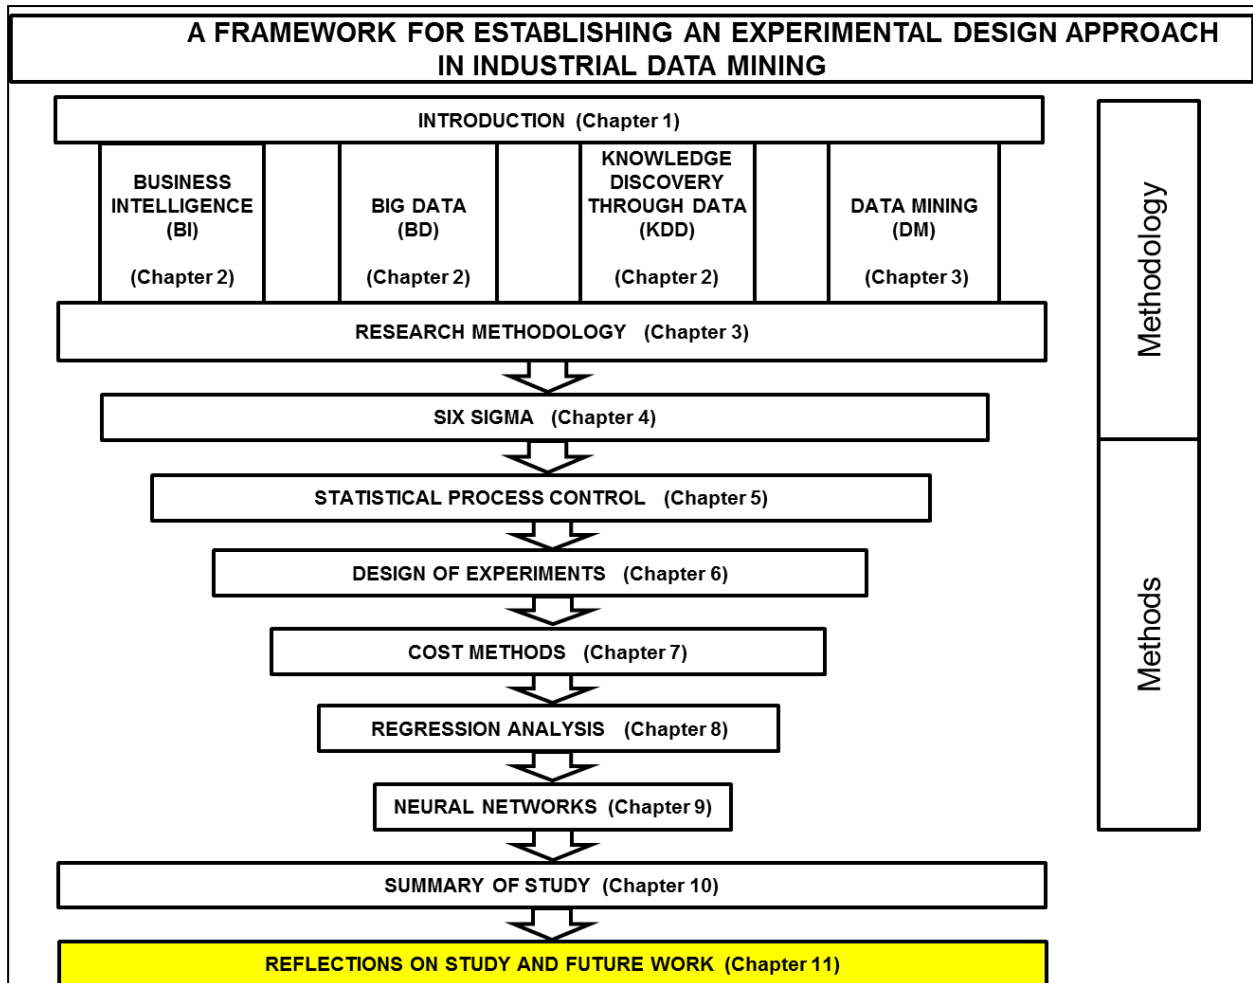 A FRAMEWORK FOR ESTABLISHING AN EXPERIMENTAL DESIGN APPROACH
IN INDUSTRIAL DATA MINING
INTRODUCTION (Chapter 1)
BUSINESS
INTELLIGENCE
(BI)
(Chapter 2)
BIG DATA
(BD)
(Chapter 2)
KNOWLEDGE
DISCOVERY
THROUGH DATA
(KDD)
(Chapter 2)
DATA MINING
(DM)
(Chapter 3)
RESEARCH METHODOLOGY (Chapter 3)
SIX SIGMA (Chapter 4)
STATISTICAL PROCESS CONTROL (Chapter 5)
DESIGN OF EXPERIMENTS (Chapter 6)
COST METHODS (Chapter 7)
REGRESSION ANALYSIS (Chapter 8)
NEURAL NETWORKS (Chapter 9)
SUMMARY OF STUDY (Chapter 10)
REFLECTIONS ON STUDY AND FUTURE WORK (Chapter 11)
Methodology
Methods